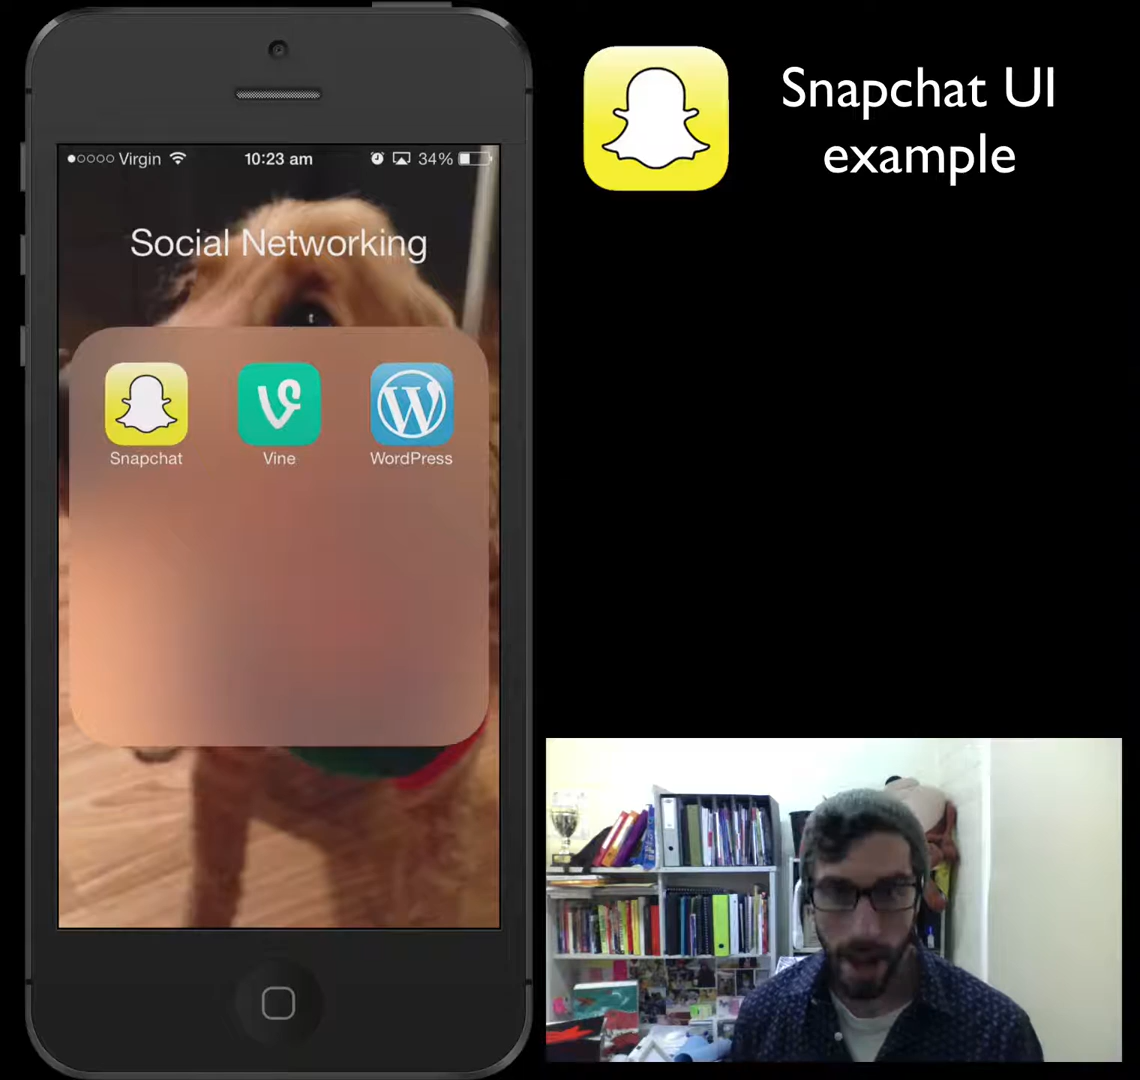 Virgin
10:23 am
34%
Social Networking
Snapchat
Vine
WordPress
Snapchat UI
example